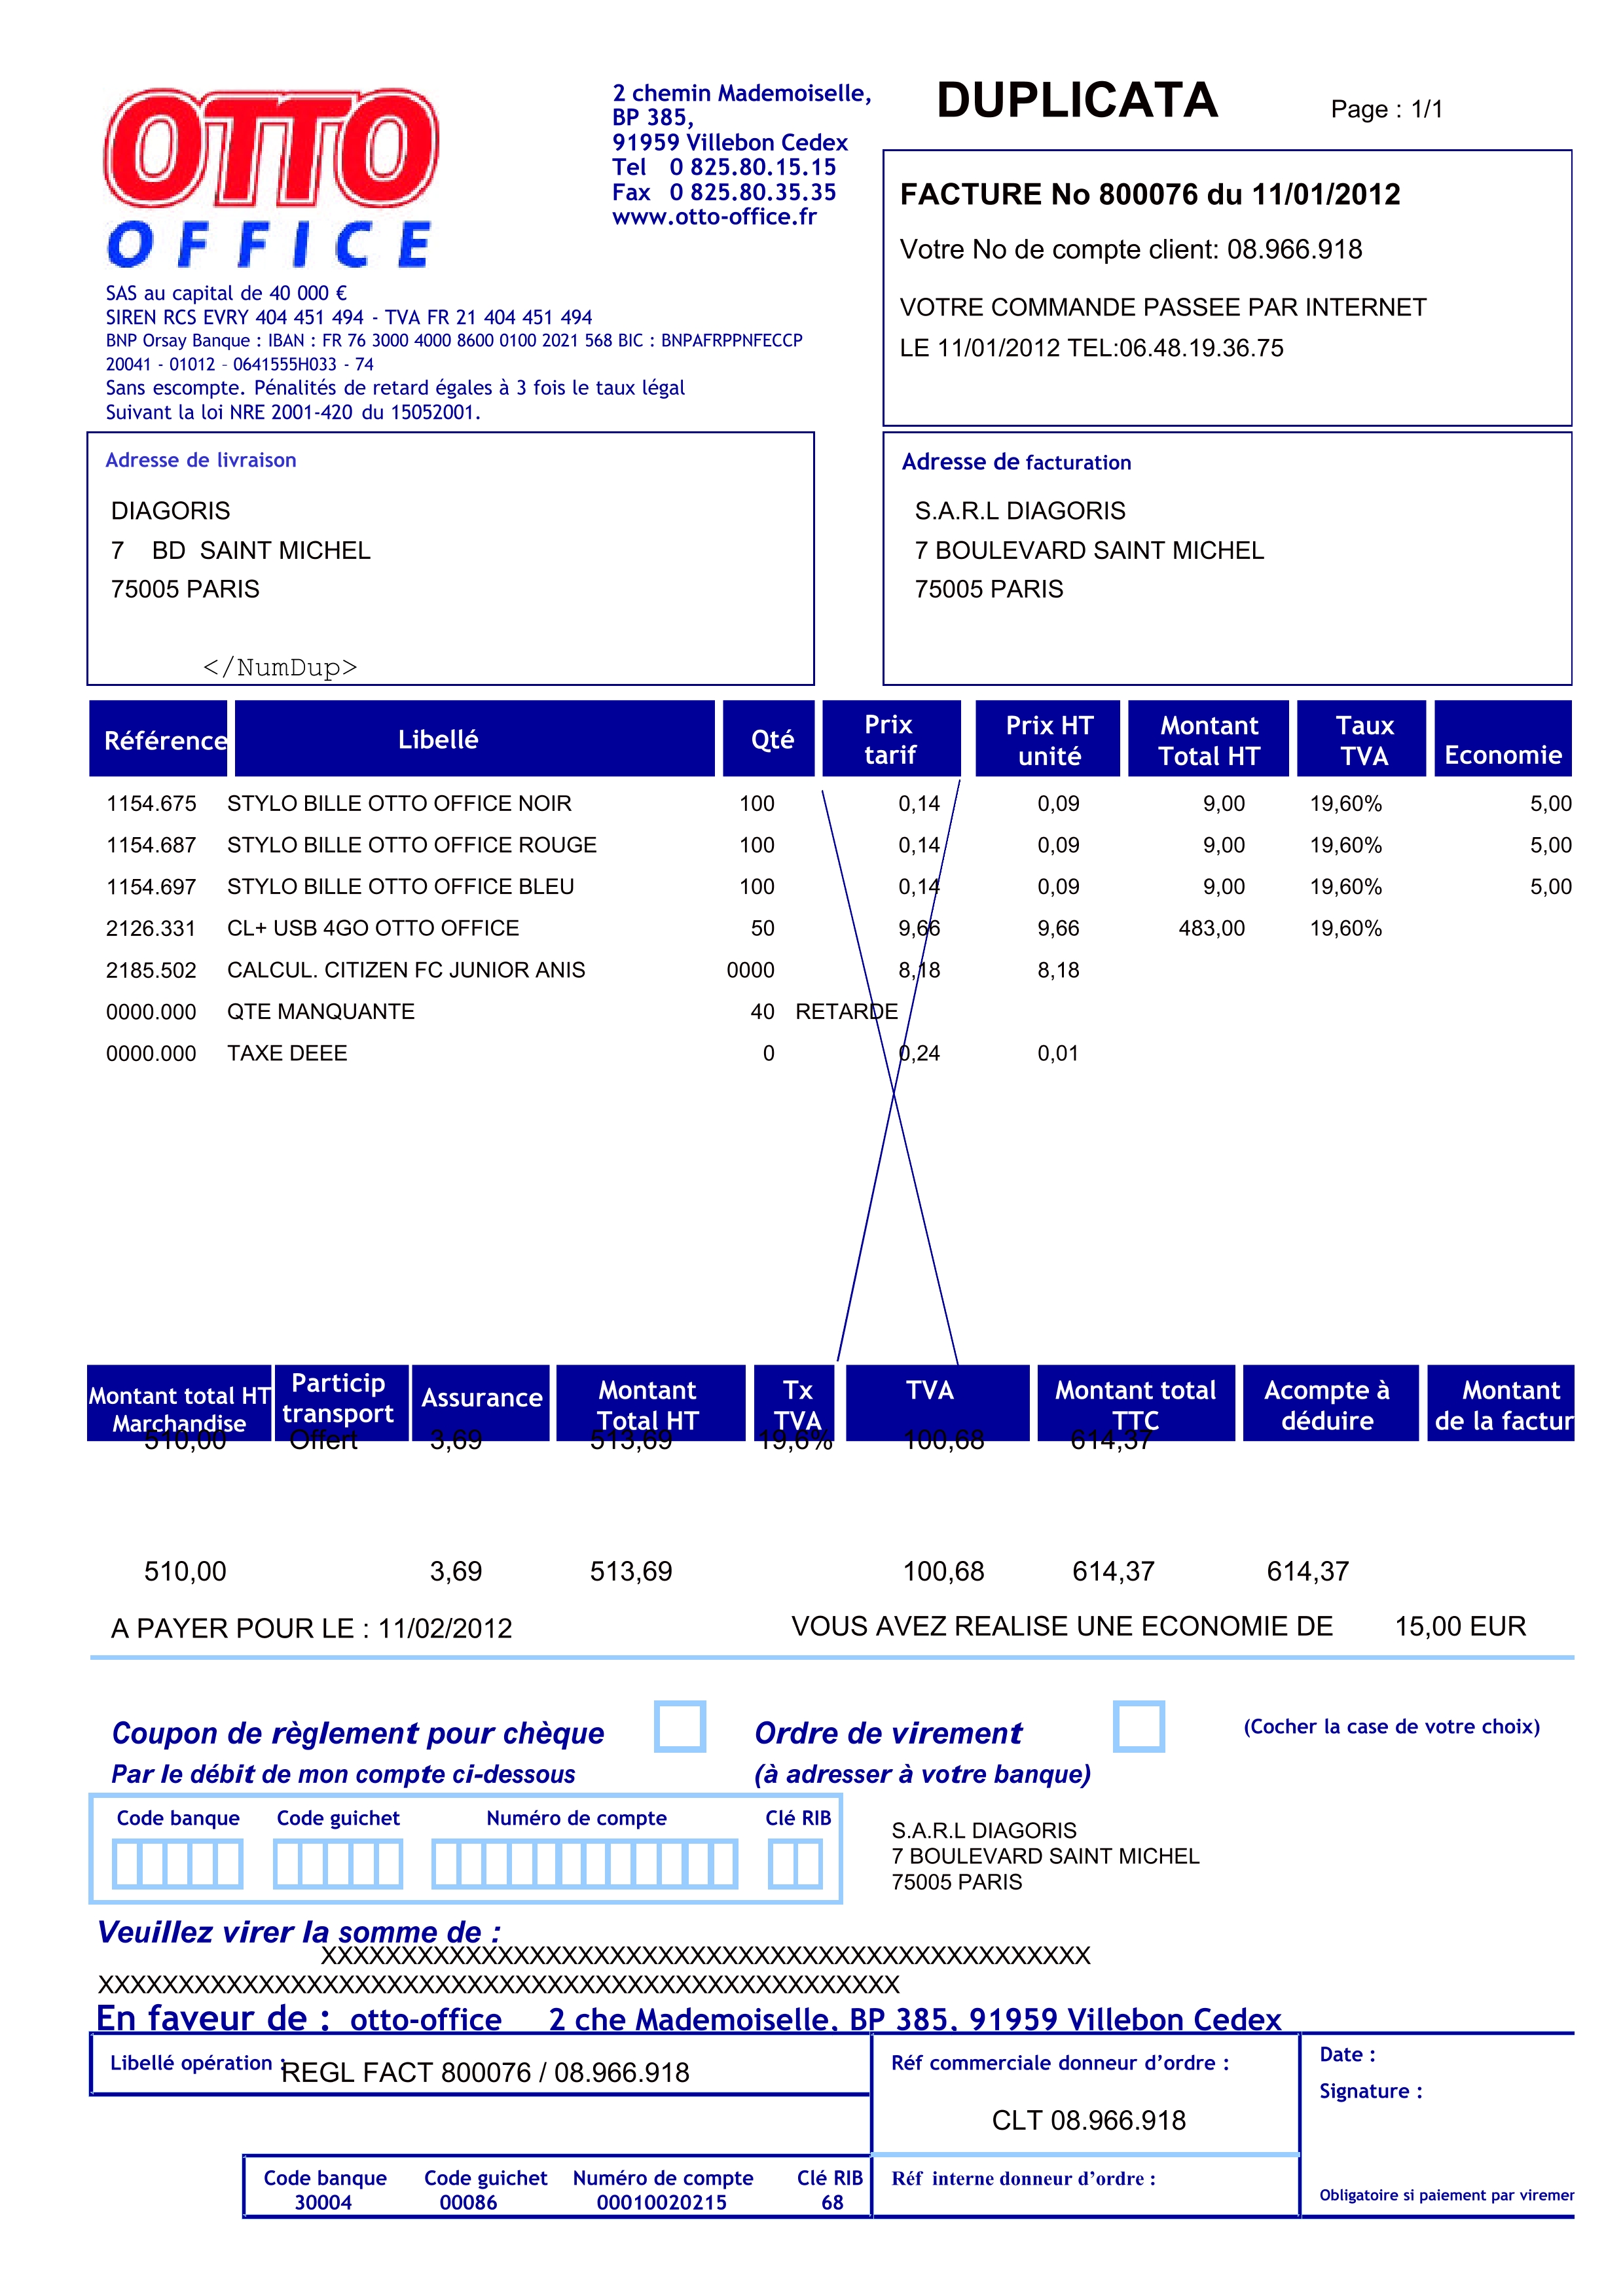 OTTO
OFFICE
2 chemin Mademoiselle,
BP 385,
91959 Villebon Cedex
Tel 0 825.80.15.15
Fax 0 825.80.35.35
www.otto-office.fr
DUPLICATA
Page : 1/1
FACTURE No 800076 du 11/01/2012
Votre No de compte client: 08.966.918
VOTRE COMMANDE PASSEE PAR INTERNET
LE 11/01/2012 TEL:06.48.19.36.75
SAS au capital de 40 000 €
SIREN RCS EVRY 404 451 494 - TVA FR 21 404 451 494
BNP Orsay Banque : IBAN : FR 76 3000 4000 8600 0100 2021 568 BIC : BNPAFRPPNFECCP
20041 - 01012 – 0641555H033 - 74
Sans escompte. Pénalités de retard égales à 3 fois le taux légal
Suivant la loi NRE 2001-420 du 15052001.
Adresse de livraison
DIAGORIS
7 BD SAINT MICHEL
75005 PARIS
</NumDup>
Adresse de facturation
S.A.R.L DIAGORIS
7 BOULEVARD SAINT MICHEL
75005 PARIS
Référence Libellé Qté Prix tarif Prix HT unité Montant Total HT Taux TVA Economie
1154.675 STYLO BILLE OTTO OFFICE NOIR 100 0,14 0,09 9,00 19,60% 5,00
1154.687 STYLO BILLE OTTO OFFICE ROUGE 100 0,14 0,09 9,00 19,60% 5,00
1154.697 STYLO BILLE OTTO OFFICE BLEU 100 0,14 0,09 9,00 19,60% 5,00
2126.331 CL+ USB 4GO OTTO OFFICE 50 9,66 9,66 483,00 19,60%
2185.502 CALCUL. CITIZEN FC JUNIOR ANIS 0000 8,18 8,18
0000.000 QTE MANQUANTE 40 RETARDE
0000.000 TAXE DEEE 0 0,24 0,01
Montant total HT Marchandise Particip transport Assurance Montant Total HT Tx TVA TVA Montant total TTC Acompte à déduire Montant de la factur
510,00 Offert 3,69 513,69 19,6% 100,68 614,37
510,00 3,69 513,69 100,68 614,37 614,37
A PAYER POUR LE : 11/02/2012 VOUS AVEZ REALISE UNE ECONOMIE DE 15,00 EUR
Coupon de règlement pour chèque Ordre de virement (Cocher la case de votre choix)
Par le débit de mon compte ci-dessous (à adresser à votre banque)
Code banque Code guichet Numéro de compte Clé RIB
S.A.R.L DIAGORIS
7 BOULEVARD SAINT MICHEL
75005 PARIS
Veuillez virer la somme de :
XXXXXXXXXXXXXXXXXXXXXXXXXXXXXXXXXXXXXXXXXXXXXXXX
XXXXXXXXXXXXXXXXXXXXXXXXXXXXXXXXXXXXXXXXXXXXXXXXXX
En faveur de : otto-office 2 che Mademoiselle, BP 385, 91959 Villebon Cedex
Libellé opération : REGL FACT 800076 / 08.966.918
Réf commerciale donneur d’ordre :
CLT 08.966.918
Date :
Signature :
Code banque Code guichet Numéro de compte Clé RIB
30004 00086 00010020215 68
Réf interne donneur d’ordre :
Obligatoire si paiement par viremer